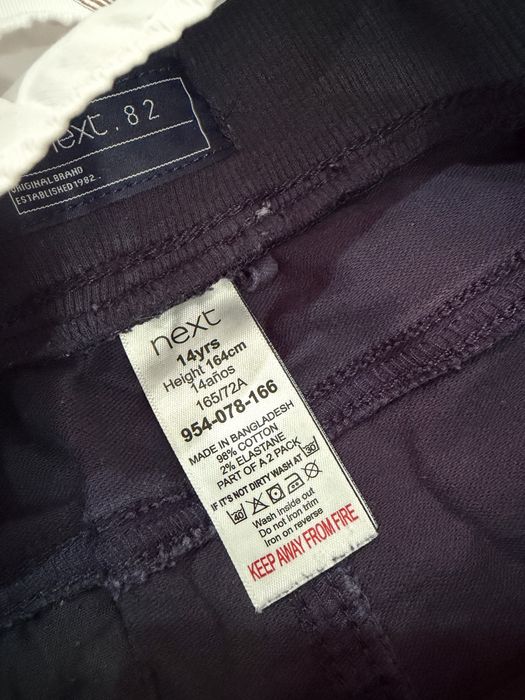 next.82
ORIGINAL BRAND
ESTABLISHED 1982.
next
14yrs
Height 164cm
14años
165/72A
954-078-166
MADE IN BANGLADESH
98% COTTON
2% ELASTANE
PART OF A 2 PACK
IF IT'S NOT DIRTY WASH AT 30
40
Wash inside out
Do not iron trim
Iron on reverse
KEEP AWAY FROM FIRE